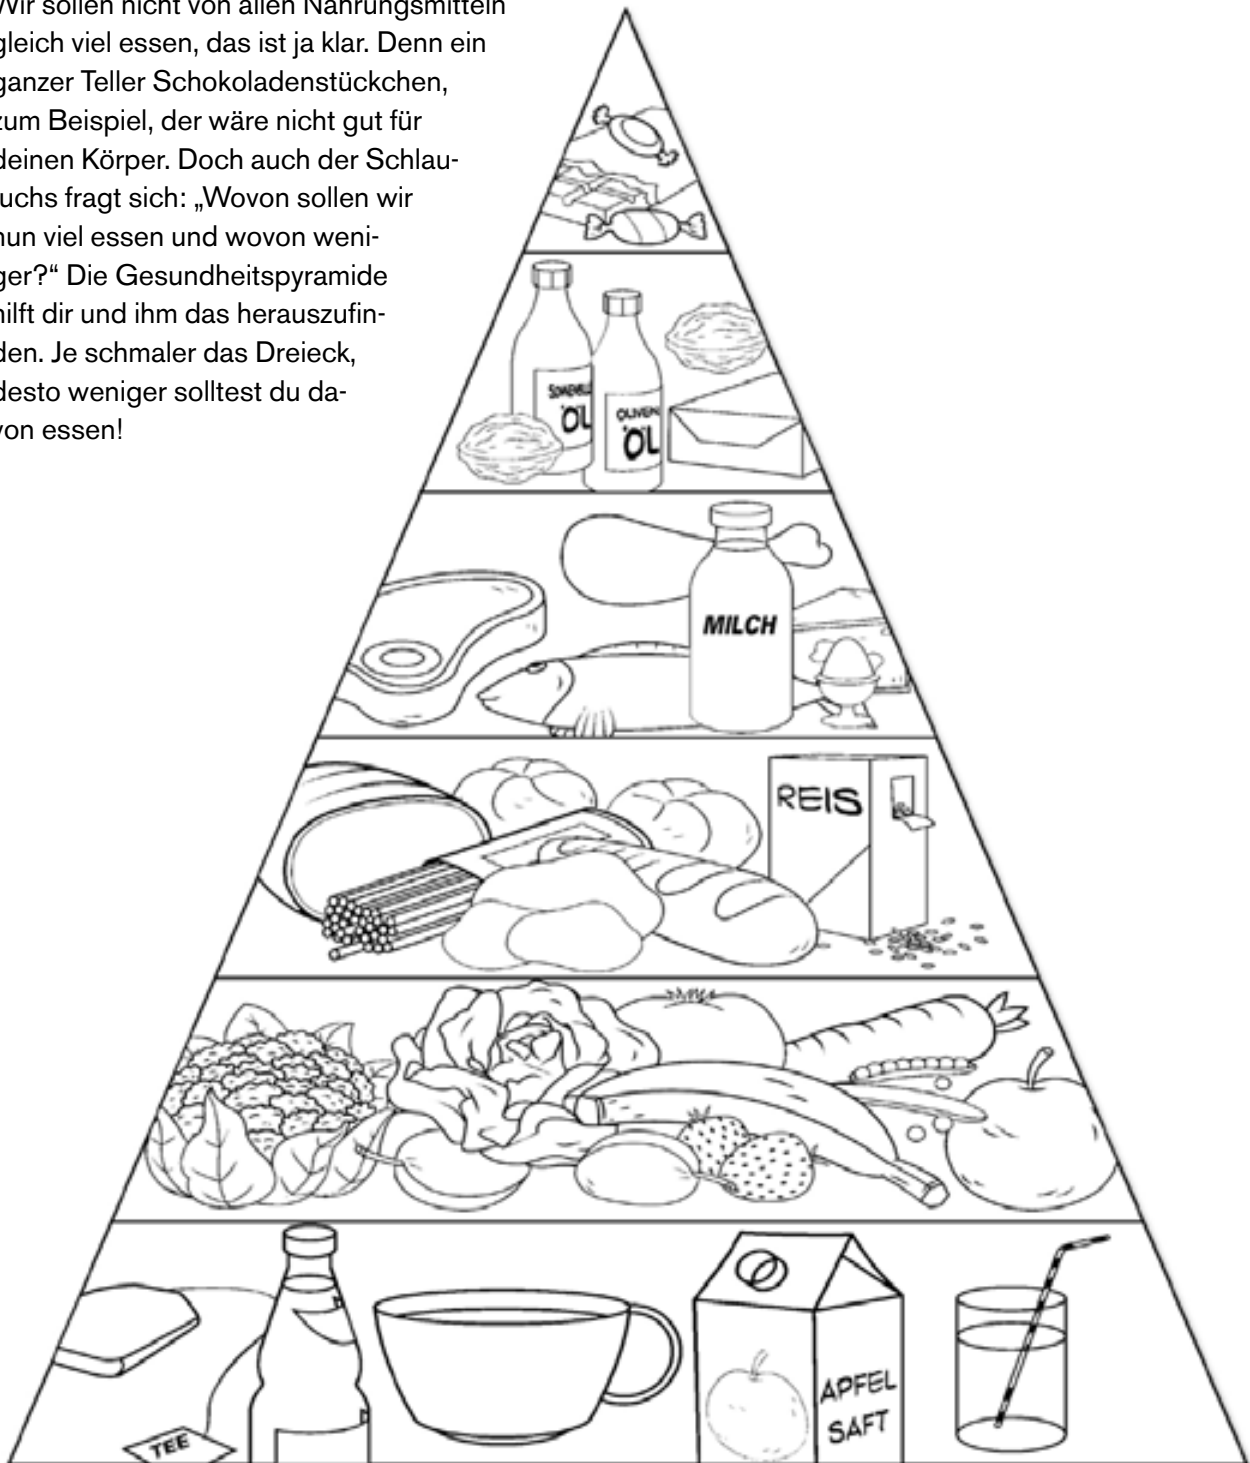 Wir sollen nicht von allen Nahrungsmitteln
gleich viel essen, das ist ja klar. Denn ein
ganzer Teller Schokoladenstückchen,
zum Beispiel, der wäre nicht gut für
deinen Körper. Doch auch der Schlau-
fuchs fragt sich: „Wovon sollen wir
nun viel essen und wovon weni-
ger?“ Die Gesundheitspyramide
hilft dir und ihm das herauszufin-
den. Je schmaler das Dreieck,
desto weniger solltest du da-
von essen!
ÖL
OLIVEN
ÖL
MILCH
REIS
TEE
APFEL
SAFT